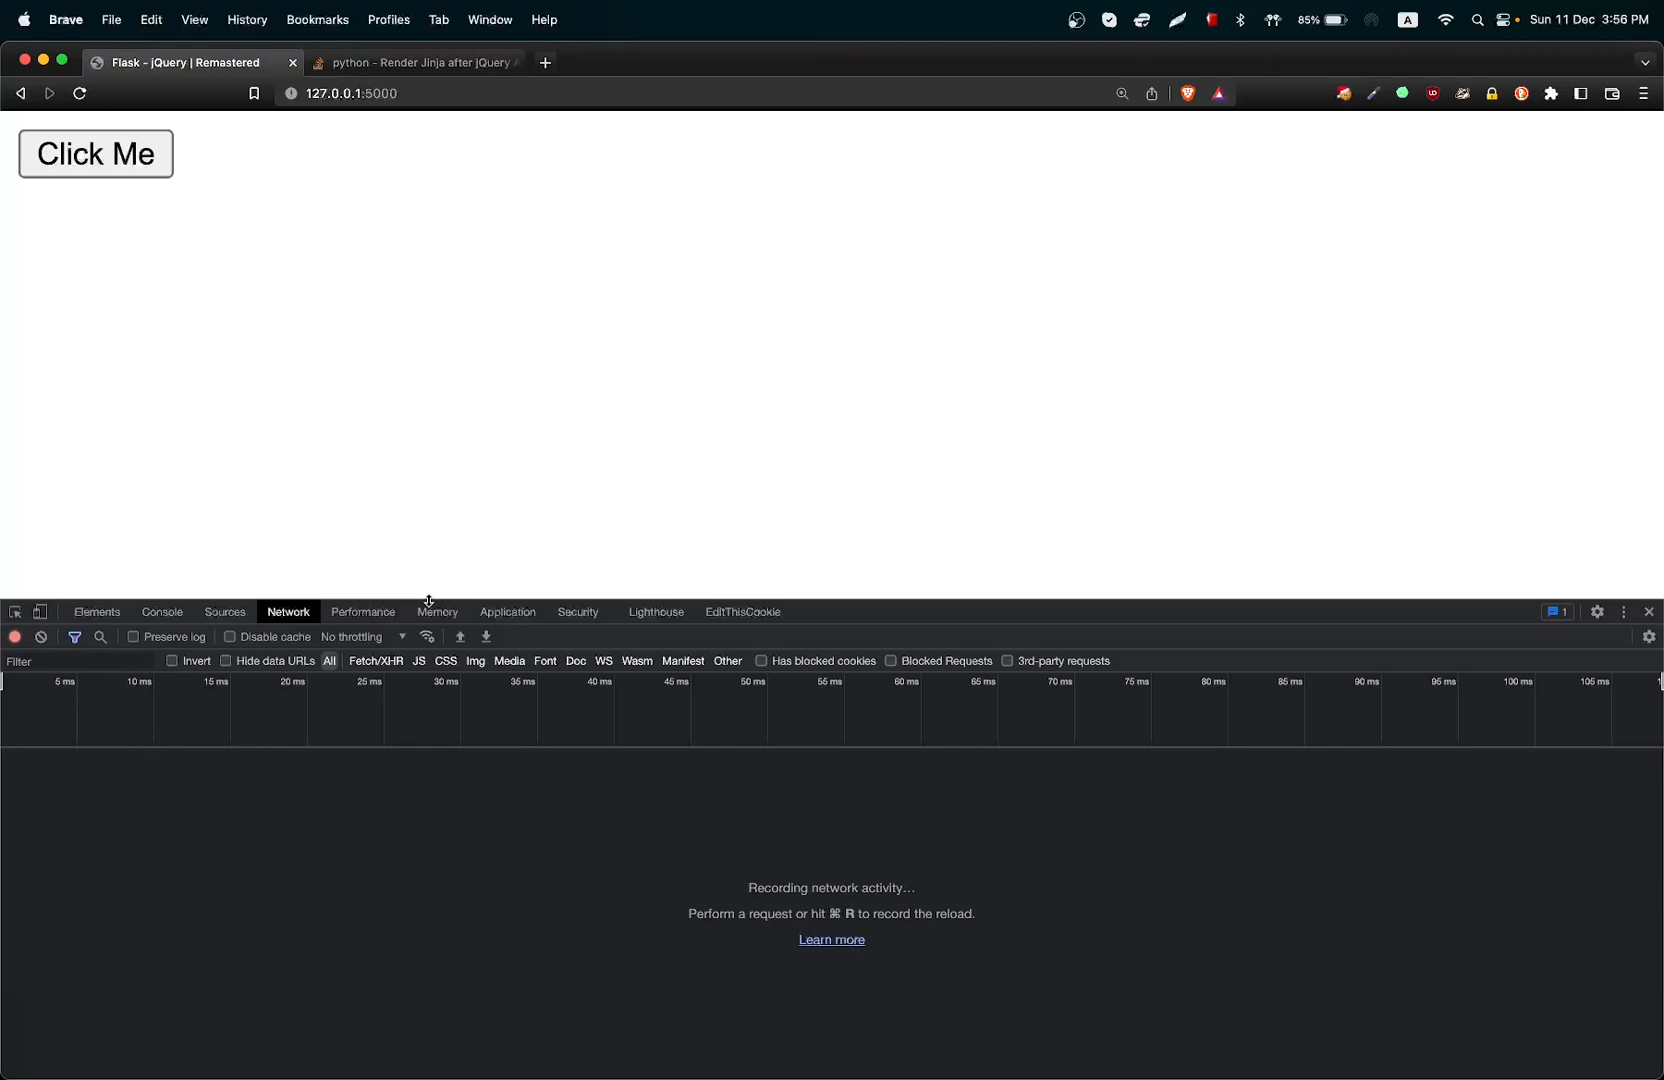 Brave File Edit View History Bookmarks Profiles Tab Window Help 85% A Sun 11 Dec 3:56 PM
Flask - jQuery | Remastered python - Render Jinja after jQuery
127.0.0.1:5000
Click Me
Elements Console Sources Network Performance Memory Application Security Lighthouse EditThisCookie 1
Preserve log Disable cache No throttling
Filter Invert Hide data URLs All Fetch/XHR JS CSS Img Media Font Doc WS Wasm Manifest Other Has blocked cookies Blocked Requests 3rd-party requests
5 ms 10 ms 15 ms 20 ms 25 ms 30 ms 35 ms 40 ms 45 ms 50 ms 55 ms 60 ms 65 ms 70 ms 75 ms 80 ms 85 ms 90 ms 95 ms 100 ms 105 ms
Recording network activity…
Perform a request or hit ⌘ R to record the reload.
Learn more